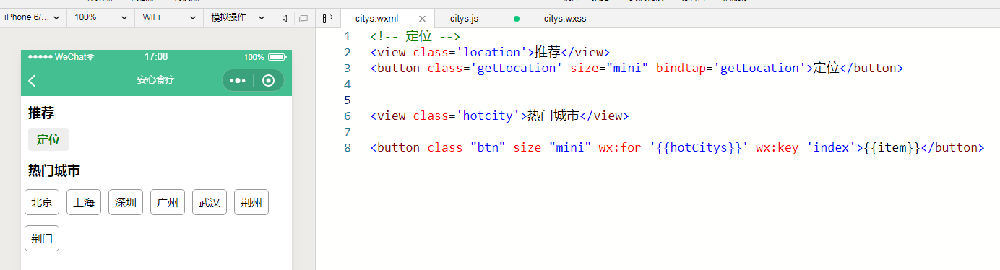 iPhone 6/... 100% WiFi 模拟操作
citys.wxml citys.js citys.wxss
WeChat 17:08 100%
安心食疗
推荐
定位
热门城市
北京 上海 深圳 广州 武汉 荆州
荆门
1 <!-- 定位 -->
2 <view class='location'>推荐</view>
3 <button class='getLocation' size="mini" bindtap='getLocation'>定位</button>
4
5
6 <view class='hotcity'>热门城市</view>
7
8 <button class="btn" size="mini" wx:for='{{hotCitys}}' wx:key='index'>{{item}}</button>